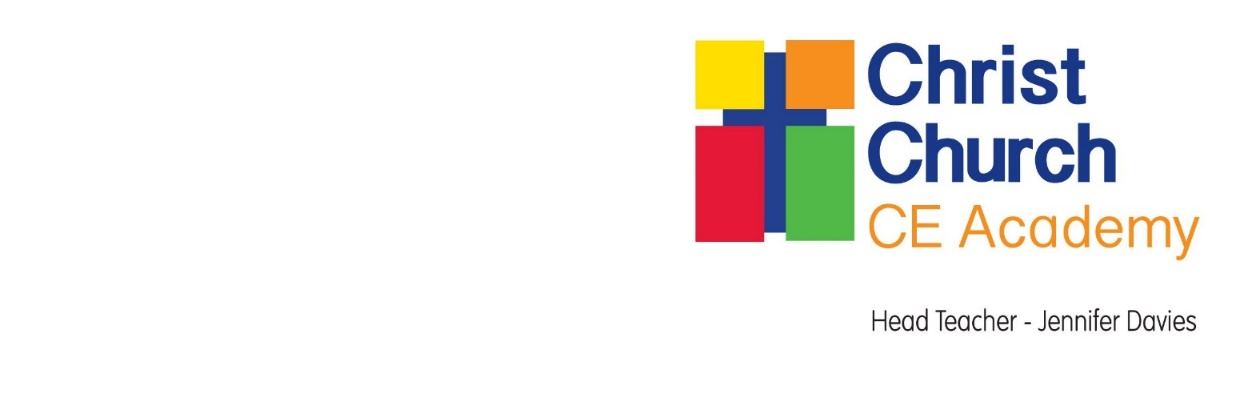 Christ
Church
CE Academy
Head Teacher - Jennifer Davies